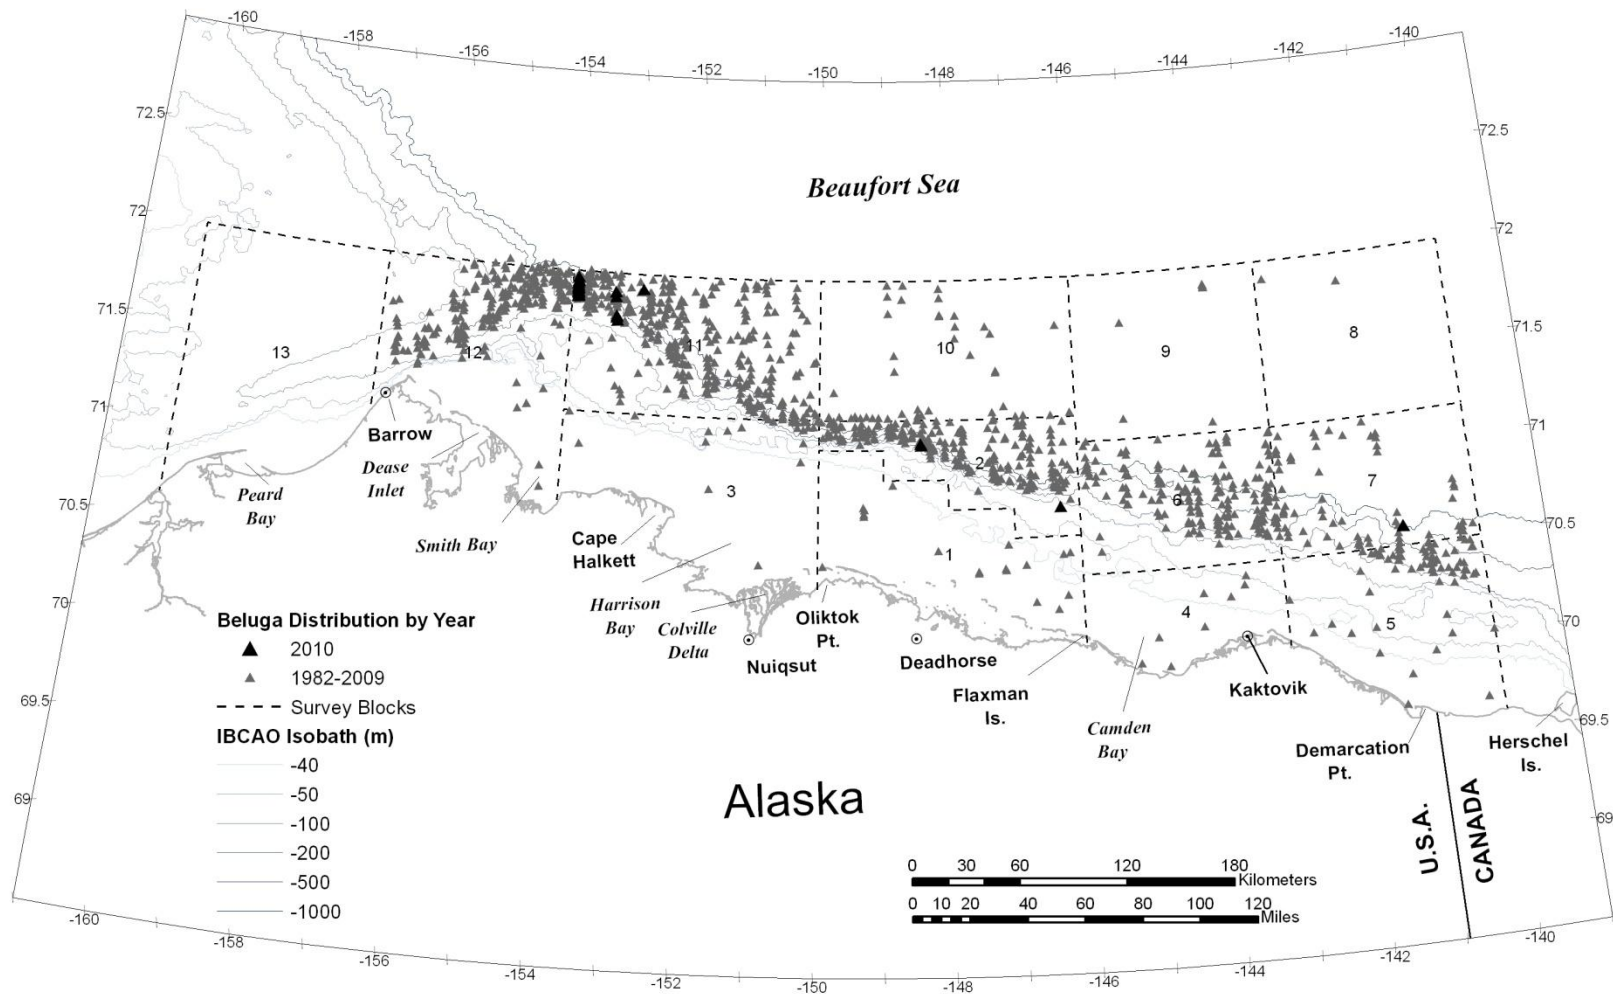 -160
-158
-156
-154
-152
-150
-148
-146
-144
-142
-140
72.5
72.5
72
72
71.5
71.5
71
71
70.5
70.5
70
70
69.5
69.5
69
69
Beaufort Sea
13
12
11
10
9
8
7
6
2
3
1
4
5
Barrow
Dease
Inlet
Peard
Bay
Smith Bay
Cape
Halkett
Harrison
Bay
Colville
Delta
Nuiqsut
Oliktok
Pt.
Deadhorse
Flaxman
Is.
Camden
Bay
Kaktovik
Demarcation
Pt.
Herschel
Is.
Alaska
U.S.A.
CANADA
Beluga Distribution by Year
2010
1982-2009
Survey Blocks
IBCAO Isobath (m)
-40
-50
-100
-200
-500
-1000
0 30 60 120 180
Kilometers
0 10 20 40 60 80 100 120
Miles
-160
-158
-156
-154
-152
-150
-148
-146
-144
-142
-140